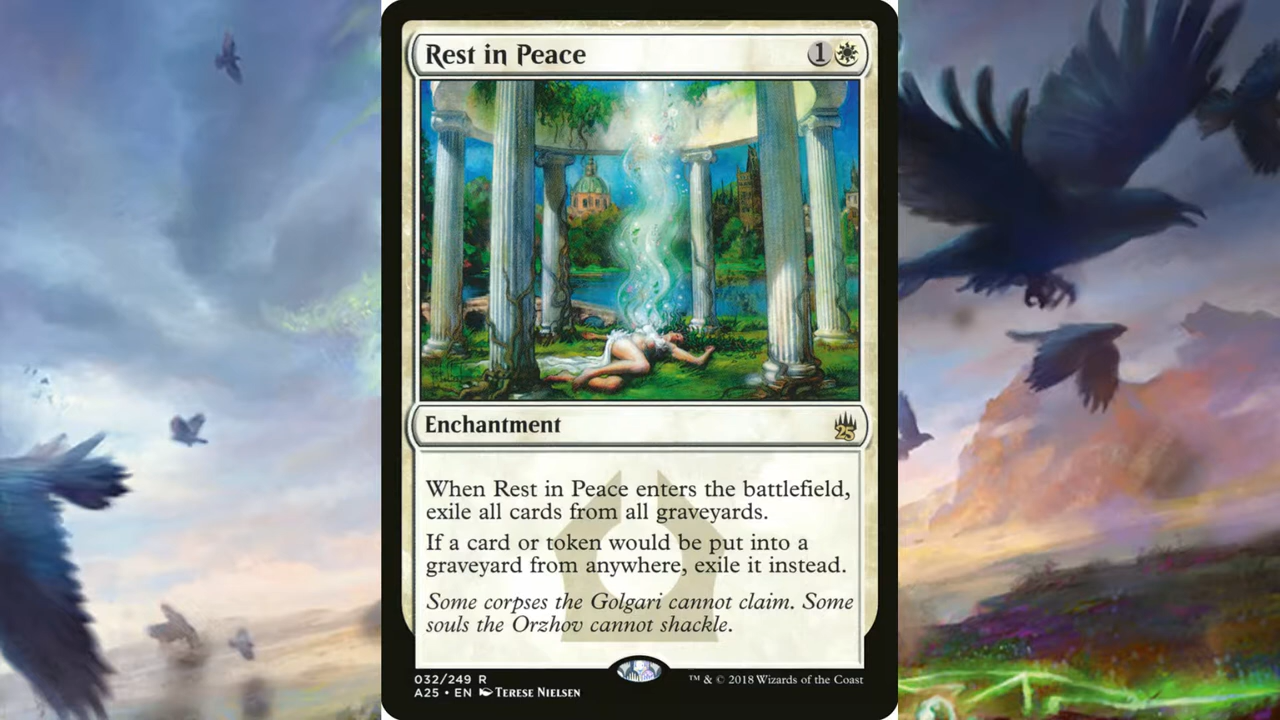 Rest in Peace 1
Enchantment
25
When Rest in Peace enters the battlefield,
exile all cards from all graveyards.
If a card or token would be put into a
graveyard from anywhere, exile it instead.
Some corpses the Golgari cannot claim. Some
souls the Orzhov cannot shackle.
032/249 R
A25 • EN TERESE NIELSEN
™ & © 2018 Wizards of the Coast